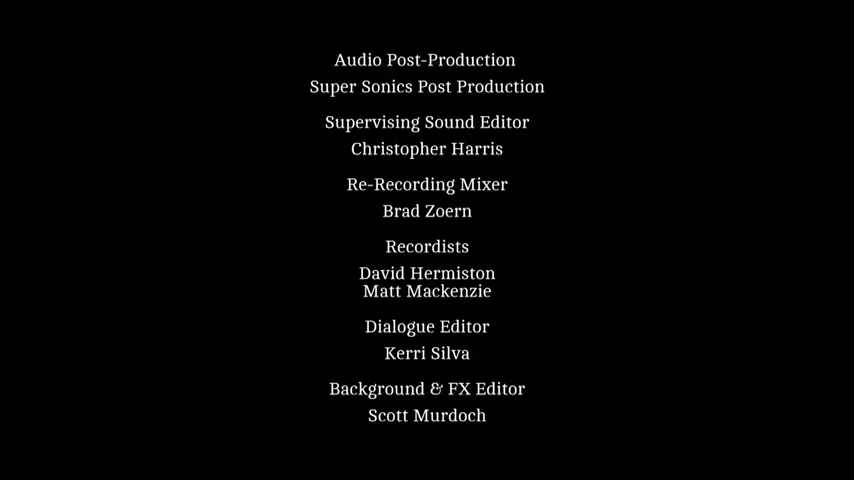 Audio Post-Production
Super Sonics Post Production
Supervising Sound Editor
Christopher Harris
Re-Recording Mixer
Brad Zoern
Recordists
David Hermiston
Matt Mackenzie
Dialogue Editor
Kerri Silva
Background & FX Editor
Scott Murdoch